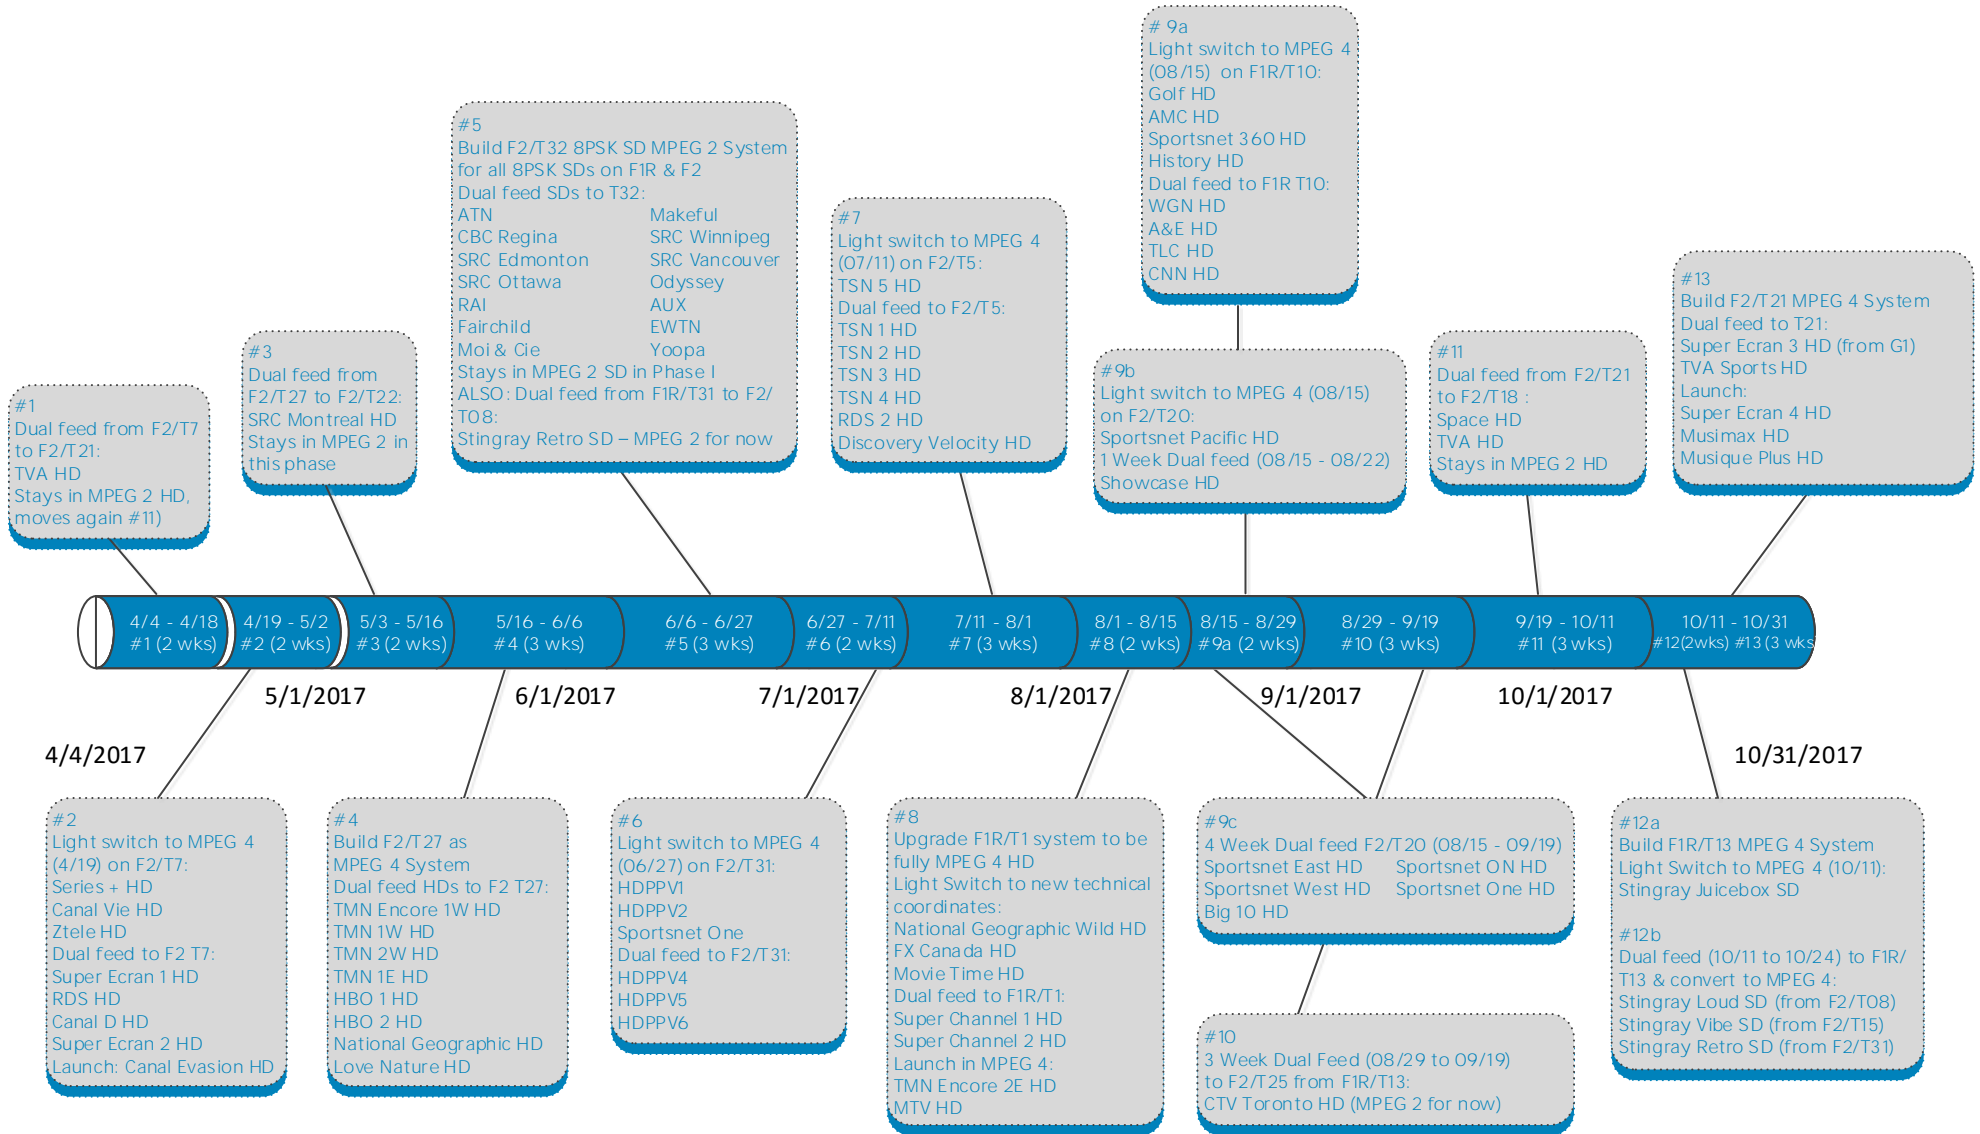 # 9a
Light switch to MPEG 4
(08/15)  on F1R/T10:
Golf HD
AMC HD
Sportsnet 360 HD
History HD
Dual feed to F1R T10:
WGN HD
A&E HD
TLC HD
CNN HD
#5
Build F2/T32 8PSK SD MPEG 2 System
for all 8PSK SDs on F1R & F2
Dual feed SDs to T32:
ATN Makeful
CBC Regina SRC Winnipeg
SRC Edmonton SRC Vancouver
SRC Ottawa Odyssey
RAI AUX
Fairchild EWTN
Moi & Cie Yoopa
Stays in MPEG 2 SD in Phase I
ALSO: Dual feed from F1R/T31 to F2/
T08:
Stingray Retro SD – MPEG 2 for now
#7
Light switch to MPEG 4
(07/11) on F2/T5:
TSN 5 HD
Dual feed to F2/T5:
TSN 1 HD
TSN 2 HD
TSN 3 HD
TSN 4 HD
RDS 2 HD
Discovery Velocity HD
#13
Build F2/T21 MPEG 4 System
Dual feed to T21:
Super Ecran 3 HD (from G1)
TVA Sports HD
Launch:
Super Ecran 4 HD
Musimax HD
Musique Plus HD
#3
Dual feed from
F2/T27 to F2/T22:
SRC Montreal HD
Stays in MPEG 2 in
this phase
#11
Dual feed from F2/T21
to F2/T18 :
Space HD
TVA HD
Stays in MPEG 2 HD
#9b
Light switch to MPEG 4 (08/15)
on F2/T20:
Sportsnet Pacific HD
1 Week Dual feed (08/15 - 08/22)
Showcase HD
#1
Dual feed from F2/T7
to F2/T21:
TVA HD
Stays in MPEG 2 HD,
moves again #11)
4/4 - 4/18
#1 (2 wks)
4/19 - 5/2
#2 (2 wks)
5/3 - 5/16
#3 (2 wks)
5/16 - 6/6
#4 (3 wks)
6/6 - 6/27
#5 (3 wks)
6/27 - 7/11
#6 (2 wks)
7/11 - 8/1
#7 (3 wks)
8/1 - 8/15
#8 (2 wks)
8/15 - 8/29
#9a (2 wks)
8/29 - 9/19
#10 (3 wks)
9/19 - 10/11
#11 (3 wks)
10/11 - 10/31
#12(2wks) #13 (3 wks
5/1/2017
6/1/2017
7/1/2017
8/1/2017
9/1/2017
10/1/2017
4/4/2017
10/31/2017
#2
Light switch to MPEG 4
(4/19) on F2/T7:
Series + HD
Canal Vie HD
Ztele HD
Dual feed to F2 T7:
Super Ecran 1 HD
RDS HD
Canal D HD
Super Ecran 2 HD
Launch: Canal Evasion HD
#4
Build F2/T27 as
MPEG 4 System
Dual feed HDs to F2 T27:
TMN Encore 1W HD
TMN 1W HD
TMN 2W HD
TMN 1E HD
HBO 1 HD
HBO 2 HD
National Geographic HD
Love Nature HD
#6
Light switch to MPEG 4
(06/27) on F2/T31:
HDPPV1
HDPPV2
Sportsnet One
Dual feed to F2/T31:
HDPPV4
HDPPV5
HDPPV6
#8
Upgrade F1R/T1 system to be
fully MPEG 4 HD
Light Switch to new technical
coordinates:
National Geographic Wild HD
FX Canada HD
Movie Time HD
Dual feed to F1R/T1:
Super Channel 1 HD
Super Channel 2 HD
Launch in MPEG 4:
TMN Encore 2E HD
MTV HD
#9c
4 Week Dual feed F2/T20 (08/15 - 09/19)
Sportsnet East HD Sportsnet ON HD
Sportsnet West HD Sportsnet One HD
Big 10 HD
#10
3 Week Dual Feed (08/29 to 09/19)
to F2/T25 from F1R/T13:
CTV Toronto HD (MPEG 2 for now)
#12a
Build F1R/T13 MPEG 4 System
Light Switch to MPEG 4 (10/11):
Stingray Juicebox SD
#12b
Dual feed (10/11 to 10/24) to F1R/
T13 & convert to MPEG 4:
Stingray Loud SD (from F2/T08)
Stingray Vibe SD (from F2/T15)
Stingray Retro SD (from F2/T31)